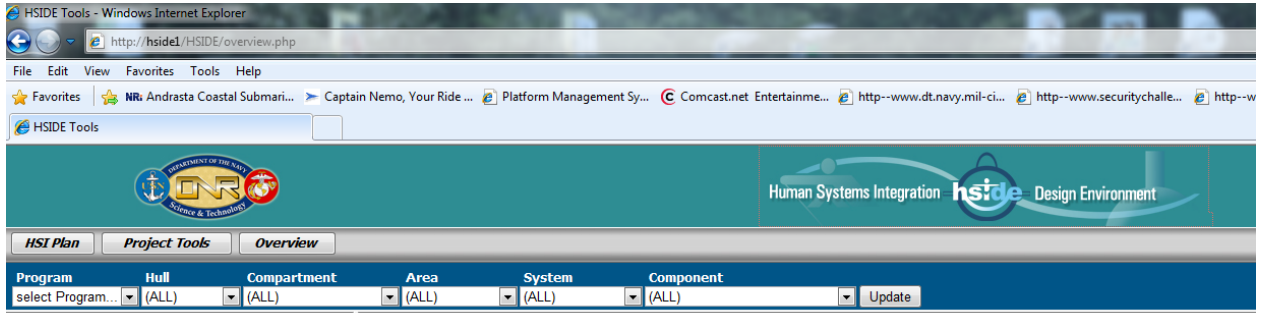 HSIDE Tools - Windows Internet Explorer
http://hside1/HSIDE/overview.php
File Edit View Favorites Tools Help
Favorites NRi Andrasta Coastal Submari... Captain Nemo, Your Ride ... Platform Management Sy... Comcast.net Entertainme... http--www.dt.navy.mil-ci... http--www.securitychalle... http--w
HSIDE Tools
DEPARTMENT OF THE NAVY
USN ONR
Science & Technology
Human Systems Integration hside Design Environment
HSI Plan Project Tools Overview
Program Hull Compartment Area System Component
select Program... (ALL) (ALL) (ALL) (ALL) (ALL) Update